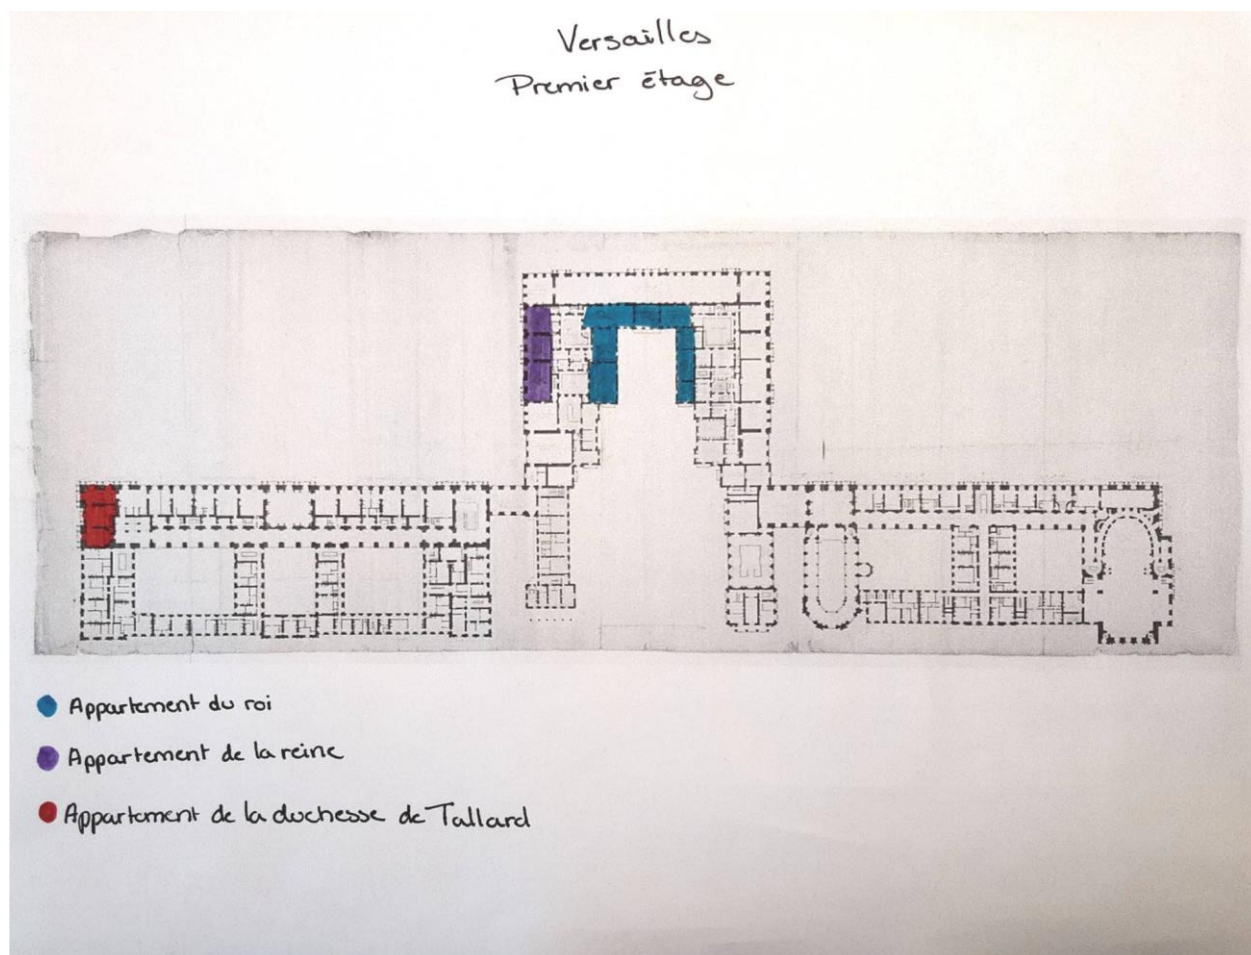 Versailles
Premier étage
Appartement du roi
Appartement de la reine
Appartement de la duchesse de Tallard